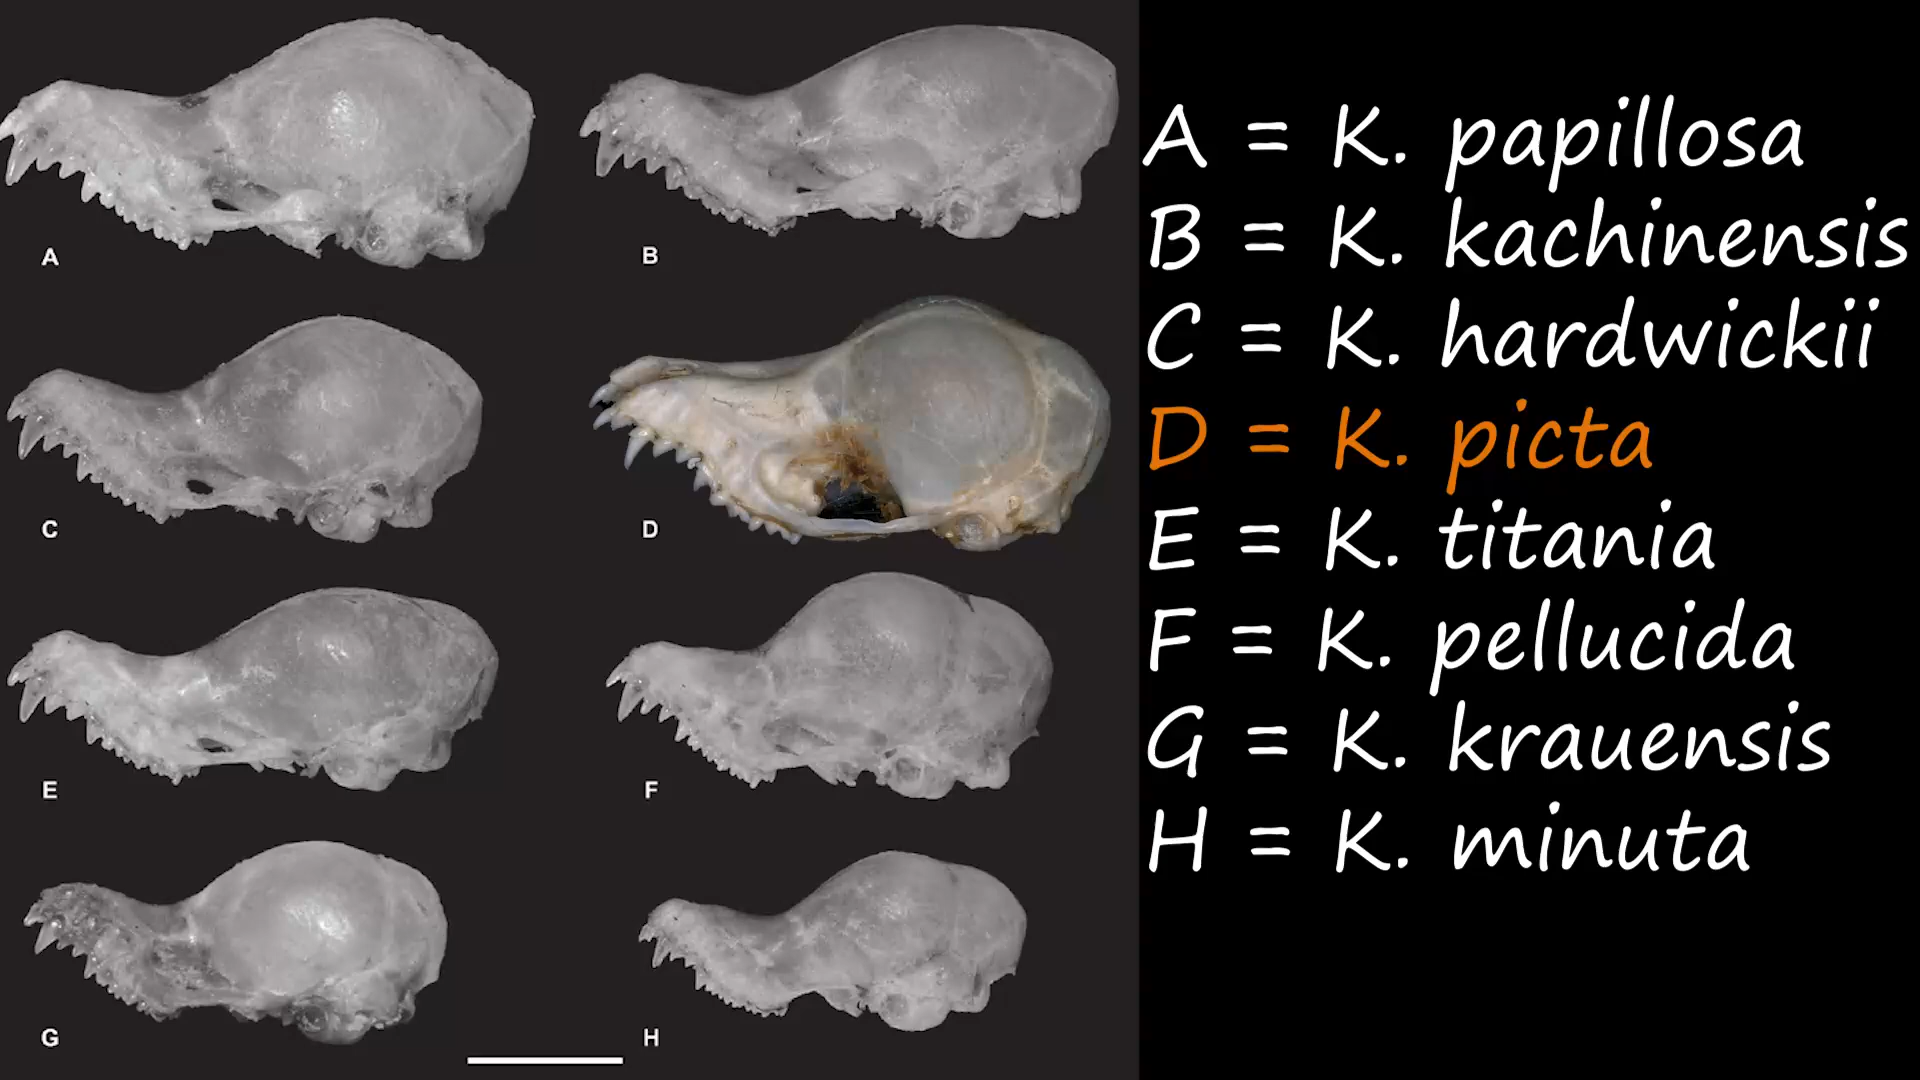 A
B
C
D
E
F
G
H
A = K. papillosa
B = K. kachinensis
C = K. hardwickii
D = K. picta
E = K. titania
F = K. pellucida
G = K. krauensis
H = K. minuta